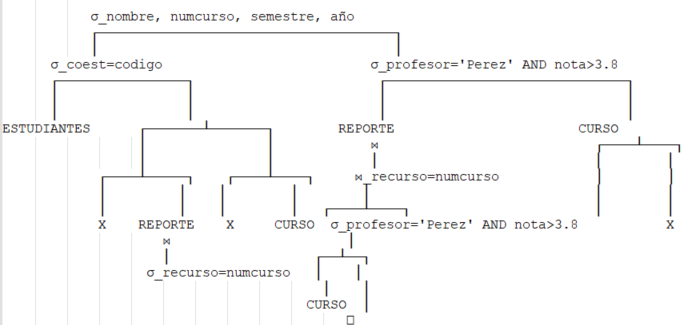 σ_nombre, numcurso, semestre, año
σ_coest=codigo σ_profesor='Perez' AND nota>3.8
ESTUDIANTES REPORTE CURSO
⋈
⋈_recurso=numcurso
X REPORTE X CURSO σ_profesor='Perez' AND nota>3.8 X
⋈
σ_recurso=numcurso
CURSO
□